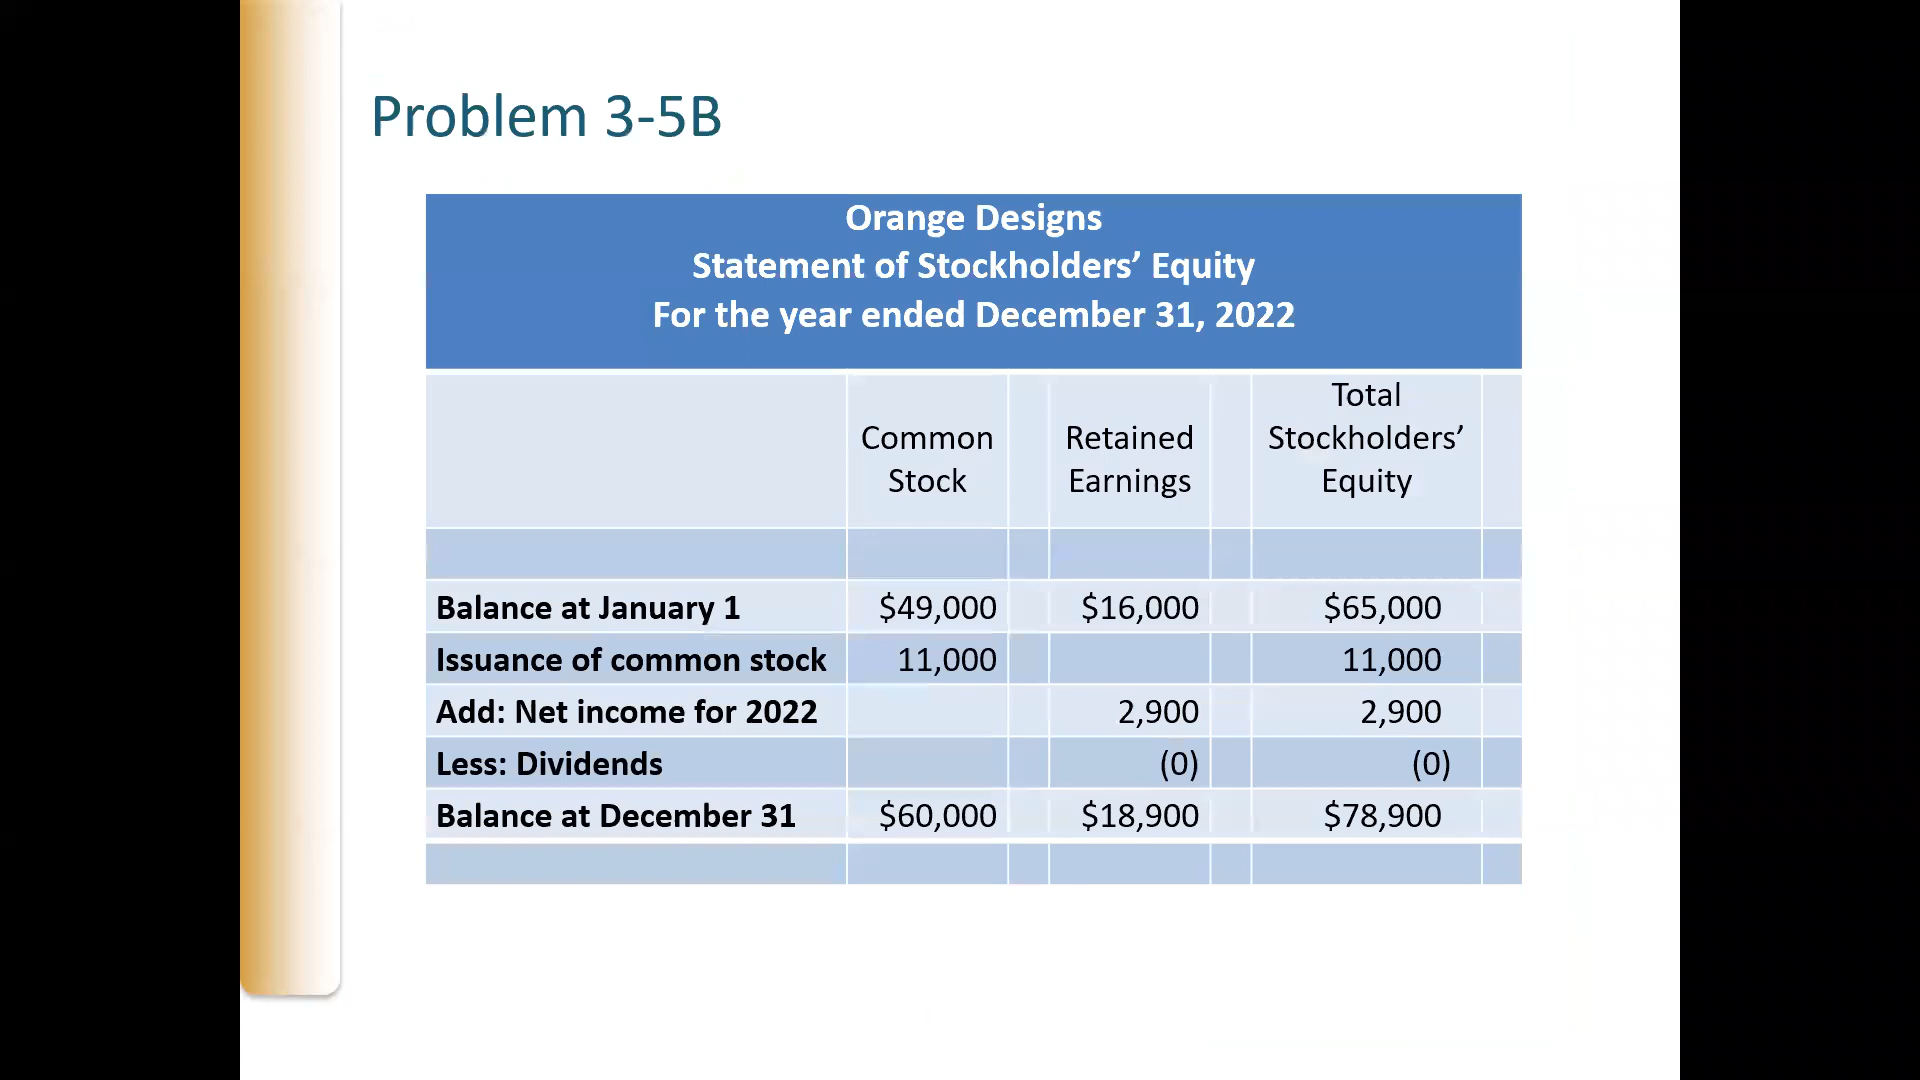 Problem 3-5B
Orange Designs
Statement of Stockholders’ Equity
For the year ended December 31, 2022
Common Stock Retained Earnings Total Stockholders’ Equity
Balance at January 1 $49,000 $16,000 $65,000
Issuance of common stock 11,000 11,000
Add: Net income for 2022 2,900 2,900
Less: Dividends (0) (0)
Balance at December 31 $60,000 $18,900 $78,900